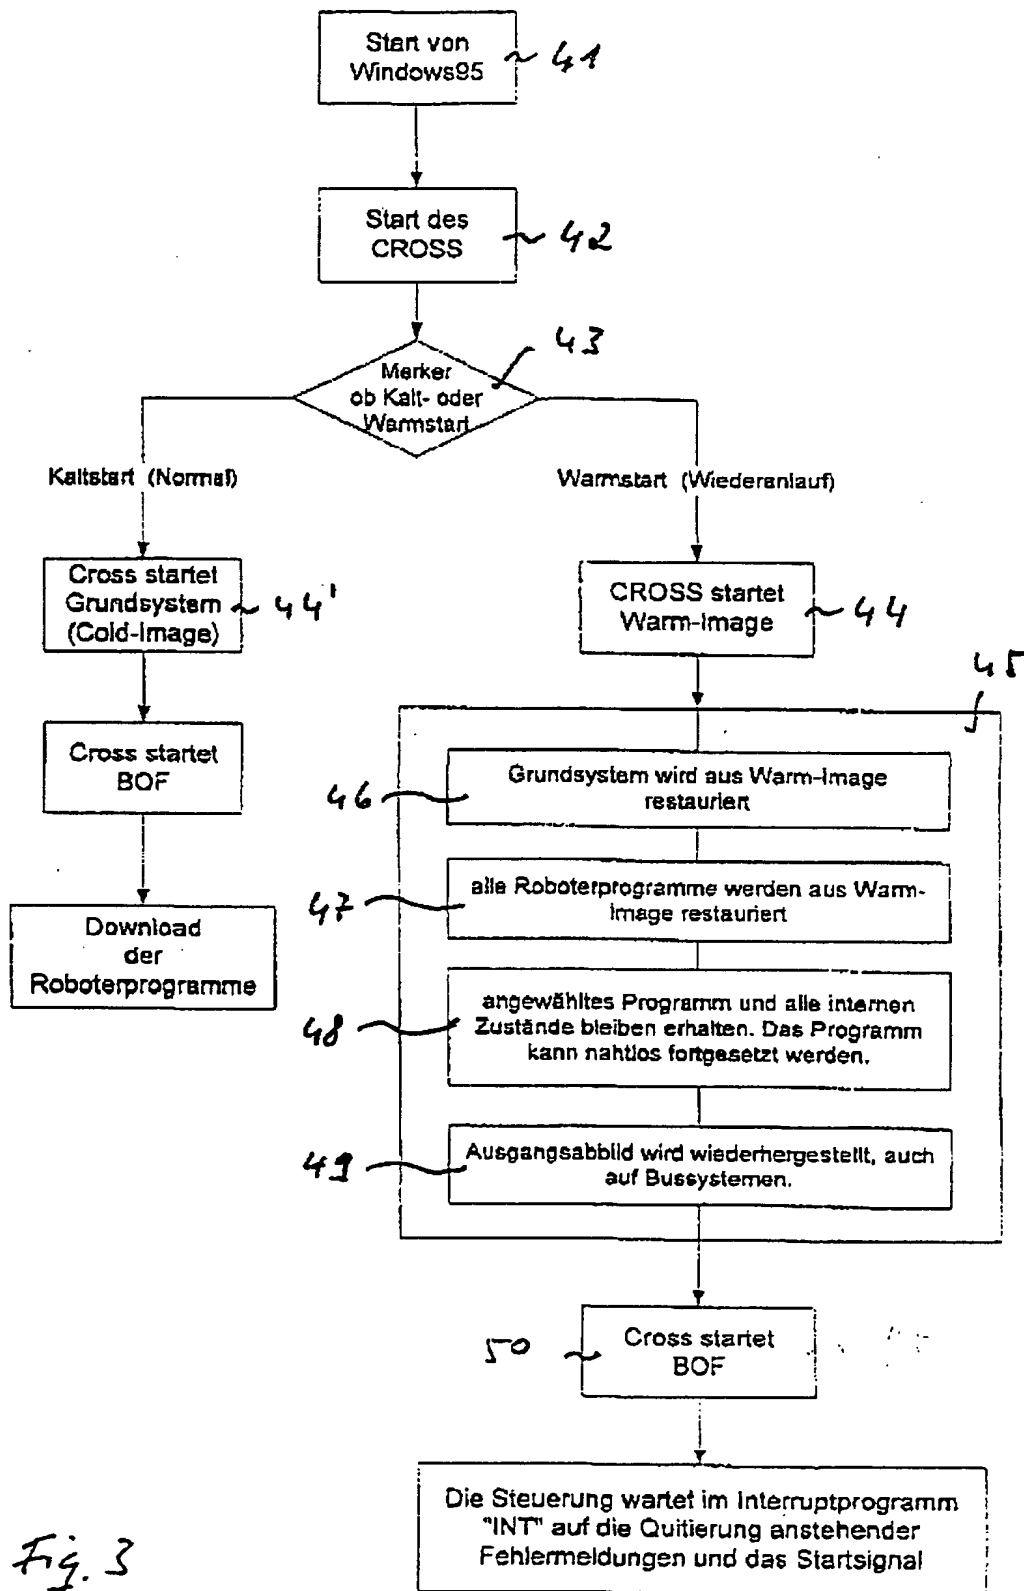 Start von
Windows95
41
Start des
CROSS
42
43
Merker
ob Kalt- oder
Warmstart
Kaltstart (Normal)
Warmstart (Wiederanlauf)
Cross startet
Grundsystem
(Cold-Image)
44'
CROSS startet
Warm-Image
44
45
Cross startet
BOF
Grundsystem wird aus Warm-Image
restauriert
46
alle Roboterprogramme werden aus Warm-
Image restauriert
47
Download
der
Roboterprogramme
angewähltes Programm und alle internen
Zustände bleiben erhalten. Das Programm
kann nahtlos fortgesetzt werden.
48
Ausgangsabbild wird wiederhergestellt, auch
auf Bussystemen.
49
Cross startet
BOF
50
Die Steuerung wartet im Interruptprogramm
"INT" auf die Quitierung anstehender
Fehlermeldungen und das Startsignal
Fig. 3